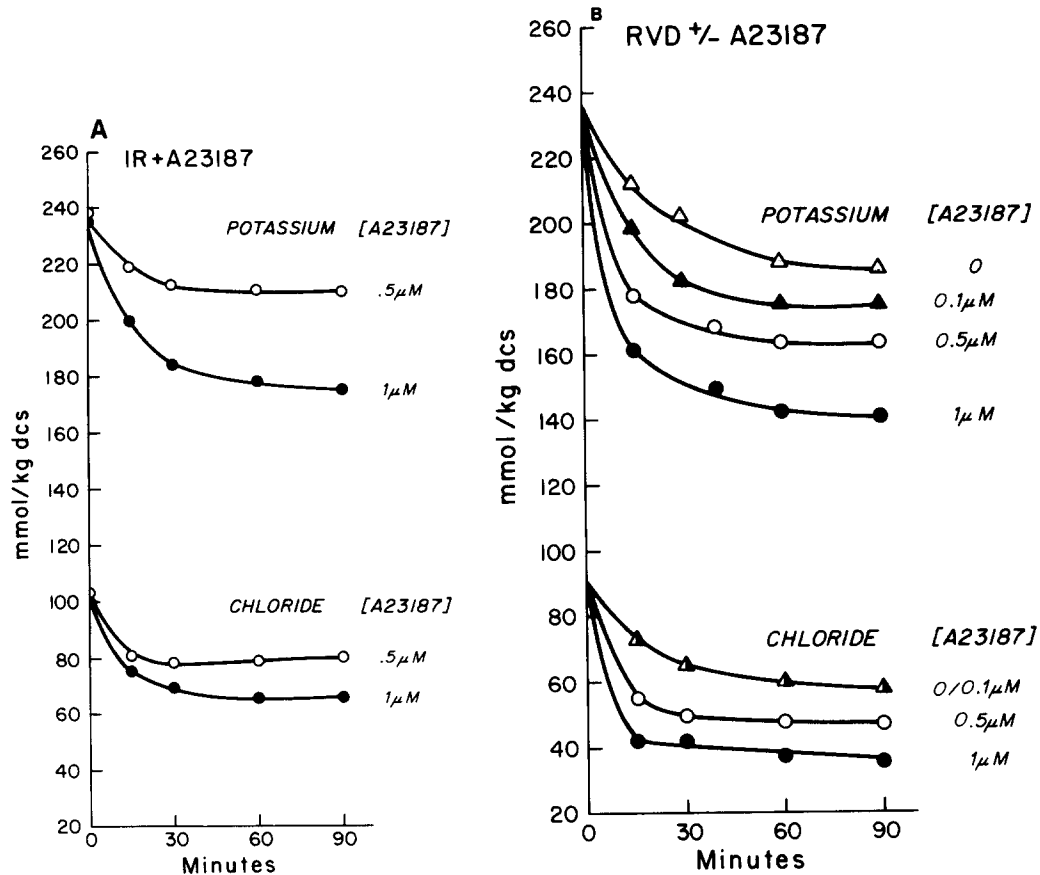 A
IR+A23187
260
240
220
200
180
160
140
120
100
80
60
40
20
mmol/kg dcs
POTASSIUM [A23187]
.5μM
1μM
CHLORIDE [A23187]
.5μM
1μM
0 30 60 90
Minutes
B
RVD +/- A23187
260
240
220
200
180
160
140
120
100
80
60
40
20
mmol/kg dcs
POTASSIUM [A23187]
0
0.1μM
0.5μM
1μM
CHLORIDE [A23187]
0/0.1μM
0.5μM
1μM
0 30 60 90
Minutes